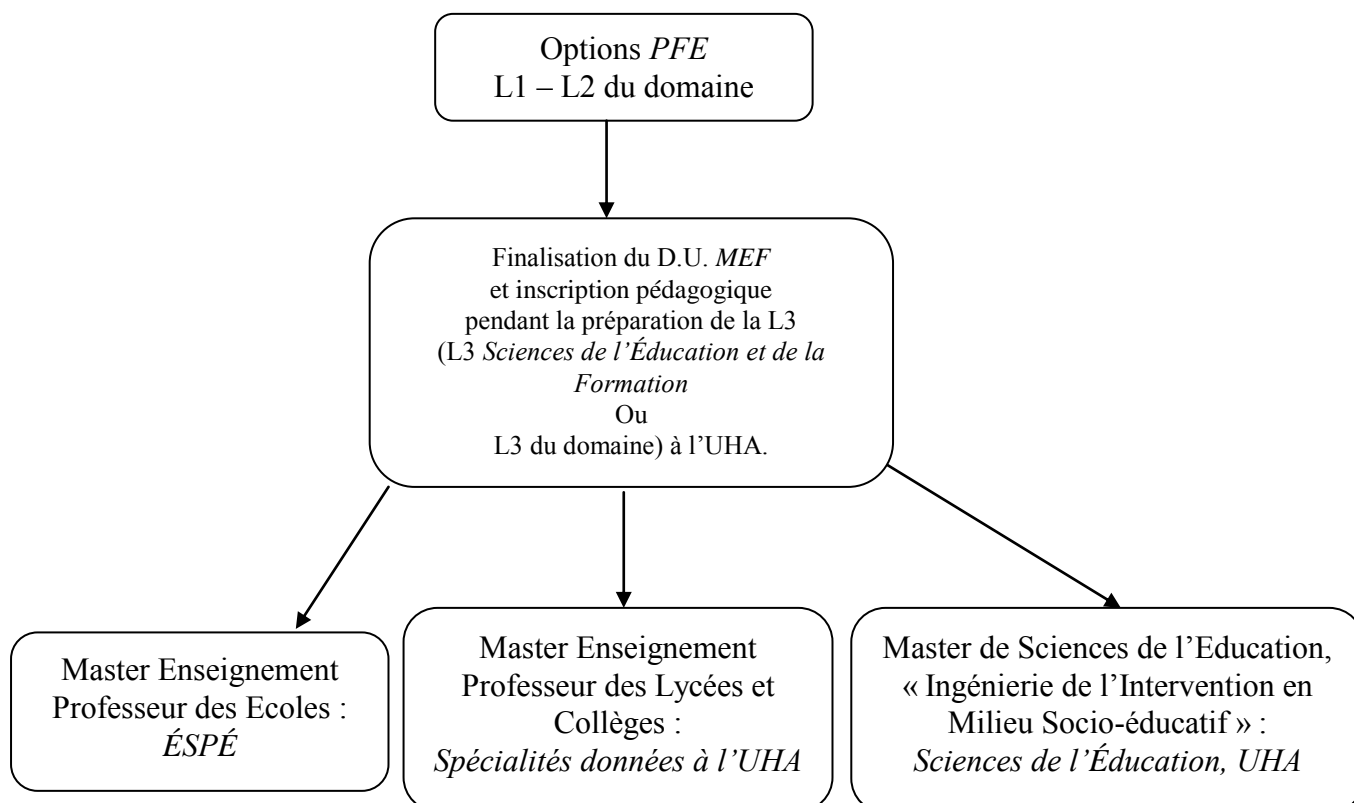 Options PFE
L1 – L2 du domaine
Finalisation du D.U. MEF
et inscription pédagogique
pendant la préparation de la L3
(L3 Sciences de l’Éducation et de la
Formation
Ou
L3 du domaine) à l’UHA.
Master Enseignement
Professeur des Ecoles :
ÉSPÉ
Master Enseignement
Professeur des Lycées et
Collèges :
Spécialités données à l’UHA
Master de Sciences de l’Education,
« Ingénierie de l’Intervention en
Milieu Socio-éducatif » :
Sciences de l’Éducation, UHA